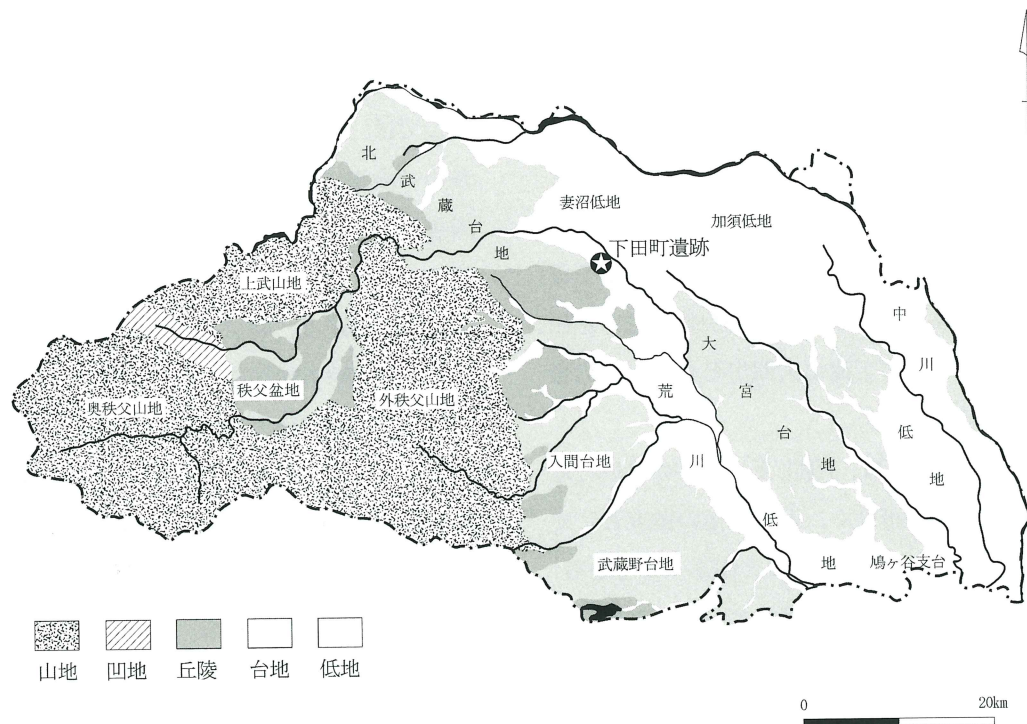 北武蔵台地
妻沼低地
加須低地
下田町遺跡
上武山地
中川低地
大宮台地
秩父盆地
奥秩父山地
外秩父山地
荒川低地
入間台地
武蔵野台地
鳩ヶ谷支台
山地
凹地
丘陵
台地
低地
0
20km